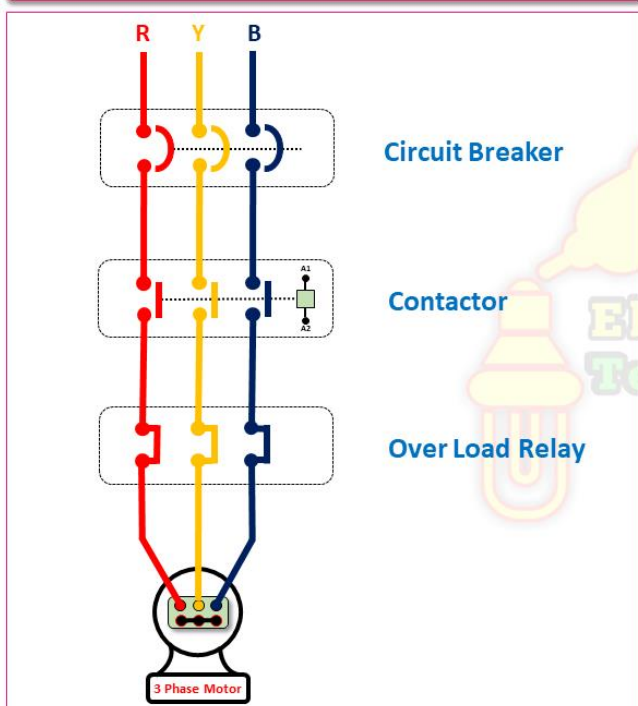 R Y B
Circuit Breaker
A1
Contactor
A2
Over Load Relay
3 Phase Motor